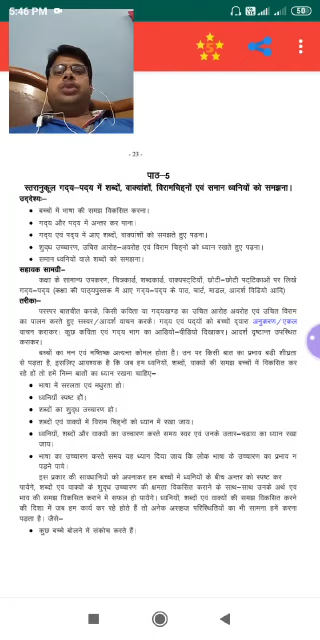 5:46 PM
50
5
- 23 -
पाठ-5
स्तरानुकूल गद्य-पद्य में शब्दों, वाक्यांशों, विरामचिह्नों एवं समान ध्वनियों को समझना।
उद्देश्य:-
• बच्चों में भाषा की समझ विकसित करना।
• गद्य और पद्य में अन्तर कर पाना।
• गद्य एवं पद्य में आए शब्दों, वाक्यांशों को समझते हुए पढ़ना।
• शुद्ध उच्चारण, उचित आरोह-अवरोह एवं विराम चिह्नों को ध्यान रखते हुए पढ़ना।
• समान ध्वनियों वाले शब्दों को समझना।
सहायक सामग्री-
कक्षा के सामान्य उपकरण, चित्रकार्ड, शब्दकार्ड, वाक्यपट्टियाँ, छोटी-छोटी पट्टिकाओं पर लिखे
गद्य-पद्य (कक्षा की पाठ्यपुस्तक में आए गद्य-पद्य के पाठ, चार्ट, माडल, आदर्श विडियो आदि)
तरीका-
परस्पर बातचीत करके, किसी कविता या गद्यखण्ड का उचित आरोह अवरोह एवं उचित विराम
का पालन करते हुए सस्वर/आदर्श वाचन करके। गद्य एवं पद्यों को बच्चों द्वारा अनुकरण/एकल
वाचन कराकर। कुछ कविता एवं गद्य भाग का आडियो-वीडियो दिखाकर। आदर्श दृष्टान्त उपस्थित
कराकर।
बच्चों का मन एवं मष्तिष्क अत्यन्त कोमल होता है। उन पर किसी बात का प्रभाव बड़ी शीघ्रता
से पड़ता है, इसलिए आवश्यक है कि जब हम ध्वनियों, शब्दों, वाक्यों की समझ बच्चों में विकसित कर
रहे हों तो हमें निम्न बातों का ध्यान रखना चाहिए-
• भाषा में सरलता एवं मधुरता हो।
• ध्वनियाँ स्पष्ट हों।
• शब्दों का शुद्ध उच्चारण हो।
• शब्दों एवं वाक्यों में विराम चिन्हों को ध्यान में रखा जाय।
• ध्वनियों, शब्दों और वाक्यों का उच्चारण करते समय स्वर एवं उनके उतार-चढ़ाव का ध्यान रखा
जाय।
• भाषा का उच्चारण करते समय यह ध्यान दिया जाय कि लोक भाषा के उच्चारण का प्रभाव न
पड़ने पाये।
इस प्रकार की सावधानियों को अपनाकर हम बच्चों में ध्वनियों के बीच अन्तर को स्पष्ट कर
पायेंगे, शब्दों एवं वाक्यों के शुद्ध उच्चारण की क्षमता विकसित कराने के साथ-साथ उनके अर्थ एवं
भाव की समझ विकसित कराने में सफल हो पायेंगे। ध्वनियों, शब्दों एवं वाक्यों की समझ विकसित करने
की दिशा में जब हम कार्य कर रहे होते हैं तो अनेक असहज परिस्थितियों का भी सामना हमें करना
पड़ता है। जैसे-
• कुछ बच्चे बोलने में संकोच करते हैं।